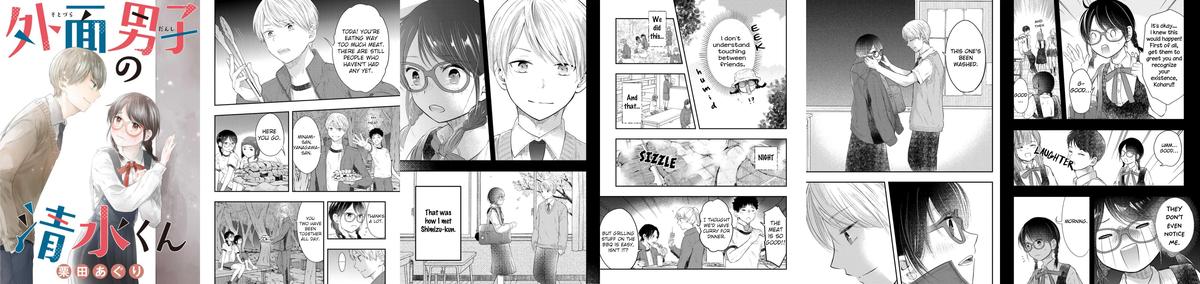 外面男子
そとづら
だんし
の
清水くん
栗田あぐり
TODA! YOU'RE
EATING WAY
TOO MUCH MEAT.
THERE ARE STILL
PEOPLE WHO
HAVEN'T HAD
ANY YET.
HERE
YOU GO.
MINAMI-
SAN,
YANAGAWA-
SAN.
MEAT
YOU
TWO HAVE
BEEN
TOGETHER
ALL DAY.
THANKS
A LOT.
That was
how I met
Shimizu-kun.
We
did
this...
EEK
I don't
understand
touching
between
friends.
humid
And
that...
SIZZLE
NIGHT
BUT GRILLING
STUFF ON THE
BBQ IS EASY,
ISN'T IT?
I THOUGHT
WE'D HAVE
CURRY FOR
DINNER.
THE
MEAT IS
SO
GOOD!!
THIS ONE'S
BEEN
WASHED.
AND
THEN
It's okay....
I knew this
would happen!
First of all,
get them to
greet you and
recognize
your
existence,
Koharu!!
GOOD...
G-
GOOD...
LAUGHTER
UMM...
GOOD...
MORNING.
THEY
DON'T
EVEN
NOTICE
ME.